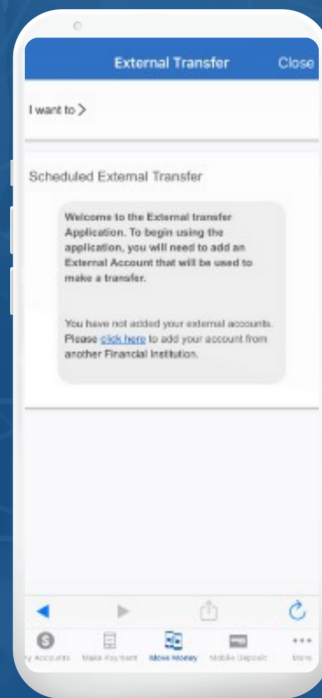 External Transfer Close
I want to >
Scheduled External Transfer
Welcome to the External transfer
Application. To begin using the
application, you will need to add an
External Account that will be used to
make a transfer.
You have not added your external accounts.
Please click here to add your account from
another Financial Institution.
y Accounts Make Payment Move Money Mobile Deposit More